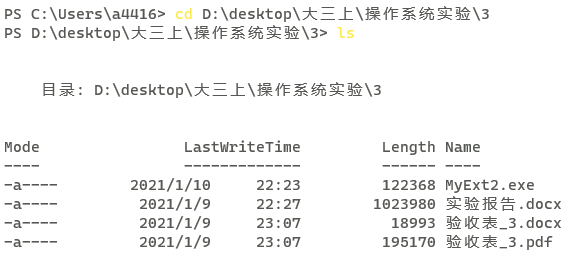 PS C:\Users\a4416> cd D:\desktop\大三上\操作系统实验\3
PS D:\desktop\大三上\操作系统实验\3> ls
目录: D:\desktop\大三上\操作系统实验\3
Mode LastWriteTime Length Name
---- ------------- ------ ----
-a---- 2021/1/10 22:23 122368 MyExt2.exe
-a---- 2021/1/9 22:27 1023980 实验报告.docx
-a---- 2021/1/9 23:07 18993 验收表_3.docx
-a---- 2021/1/9 23:07 195170 验收表_3.pdf